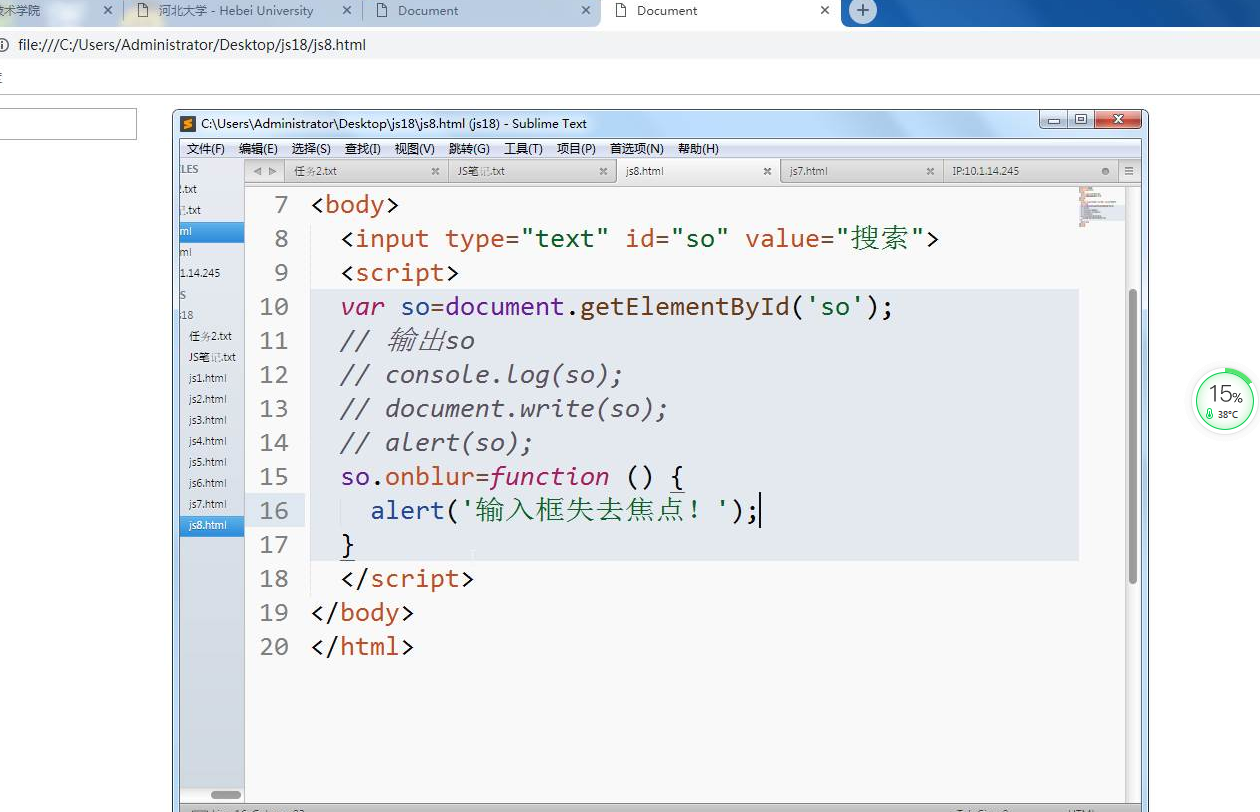 技术学院
河北大学 - Hebei University
Document
Document
file:///C:/Users/Administrator/Desktop/js18/js8.html
C:\Users\Administrator\Desktop\js18\js8.html (js18) - Sublime Text
文件(F) 编辑(E) 选择(S) 查找(I) 视图(V) 跳转(G) 工具(T) 项目(P) 首选项(N) 帮助(H)
任务2.txt JS笔记.txt js8.html js7.html IP:10.1.14.245
LES
2.txt
记.txt
ml
ml
1.14.245
S
s18
任务2.txt
JS笔记.txt
js1.html
js2.html
js3.html
js4.html
js5.html
js6.html
js7.html
js8.html
7 <body>
8 <input type="text" id="so" value="搜索">
9 <script>
10 var so=document.getElementById('so');
11 // 输出so
12 // console.log(so);
13 // document.write(so);
14 // alert(so);
15 so.onblur=function () {
16 alert('输入框失去焦点！');
17 }
18 </script>
19 </body>
20 </html>
15%
38°C